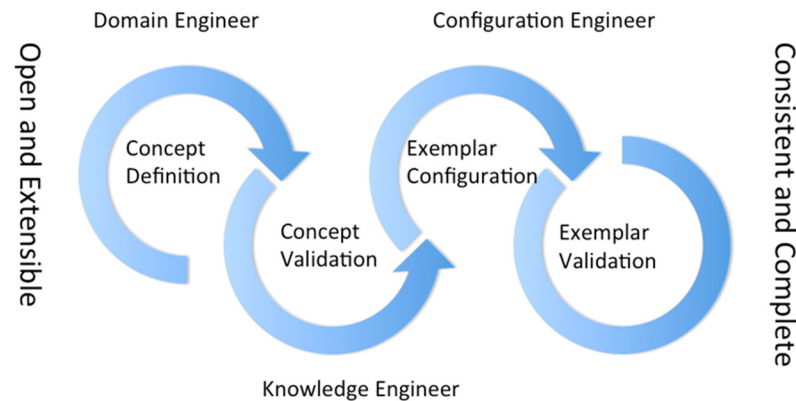 Domain Engineer
Configuration Engineer
Open and Extensible
Concept
Definition
Concept
Validation
Exemplar
Configuration
Exemplar
Validation
Consistent and Complete
Knowledge Engineer